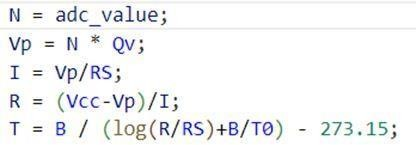 N = adc_value;
Vp = N * Qv;
I = Vp/RS;
R = (Vcc-Vp)/I;
T = B / (log(R/RS)+B/T0) - 273.15;